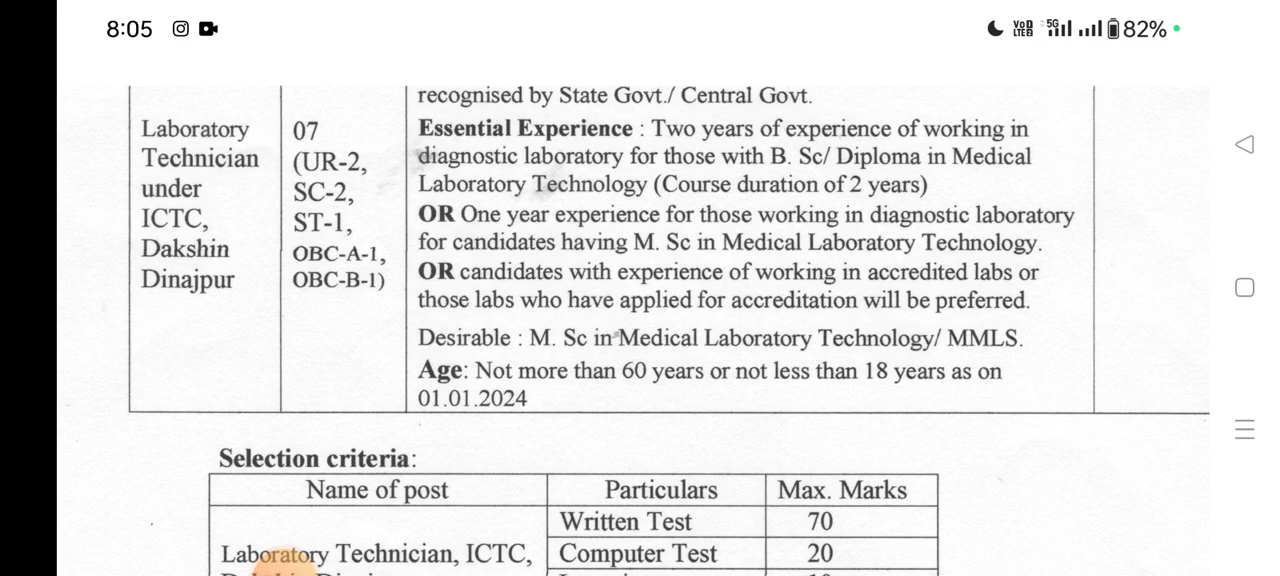 8:05
VoD
LTE2
5G
82%
recognised by State Govt./ Central Govt.
Laboratory
Technician
under
ICTC,
Dakshin
Dinajpur
07
(UR-2,
SC-2,
ST-1,
OBC-A-1,
OBC-B-1)
Essential Experience : Two years of experience of working in
diagnostic laboratory for those with B. Sc/ Diploma in Medical
Laboratory Technology (Course duration of 2 years)
OR One year experience for those working in diagnostic laboratory
for candidates having M. Sc in Medical Laboratory Technology.
OR candidates with experience of working in accredited labs or
those labs who have applied for accreditation will be preferred.
Desirable : M. Sc in Medical Laboratory Technology/ MMLS.
Age: Not more than 60 years or not less than 18 years as on
01.01.2024
Selection criteria:
Name of post
Particulars
Max. Marks
Written Test
70
Laboratory Technician, ICTC,
Computer Test
20